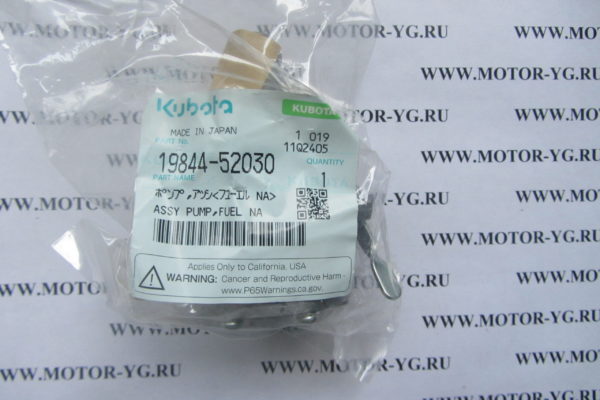 WWW.MOTOR-YG.RU
Kubota
KUBOTA
MADE IN JAPAN
1 019
PART No.
11Q2405
19844-52030
QUANTITY
1
PART NAME
ポンプ,アッシ<フューエル NA>
ASSY PUMP,FUEL NA
Applies Only to California, USA
WARNING: Cancer and Reproductive Harm -
www.P65Warnings.ca.gov.
WWW.MOTOR-YG.RU
WWW.MOTOR-YG.RU
WWW.MOTOR-YG.RU
WWW.MOTOR-YG.RU
WWW.MOTOR-YG.RU
WWW.MOTOR-YG.RU
WWW.MOTOR-YG.RU